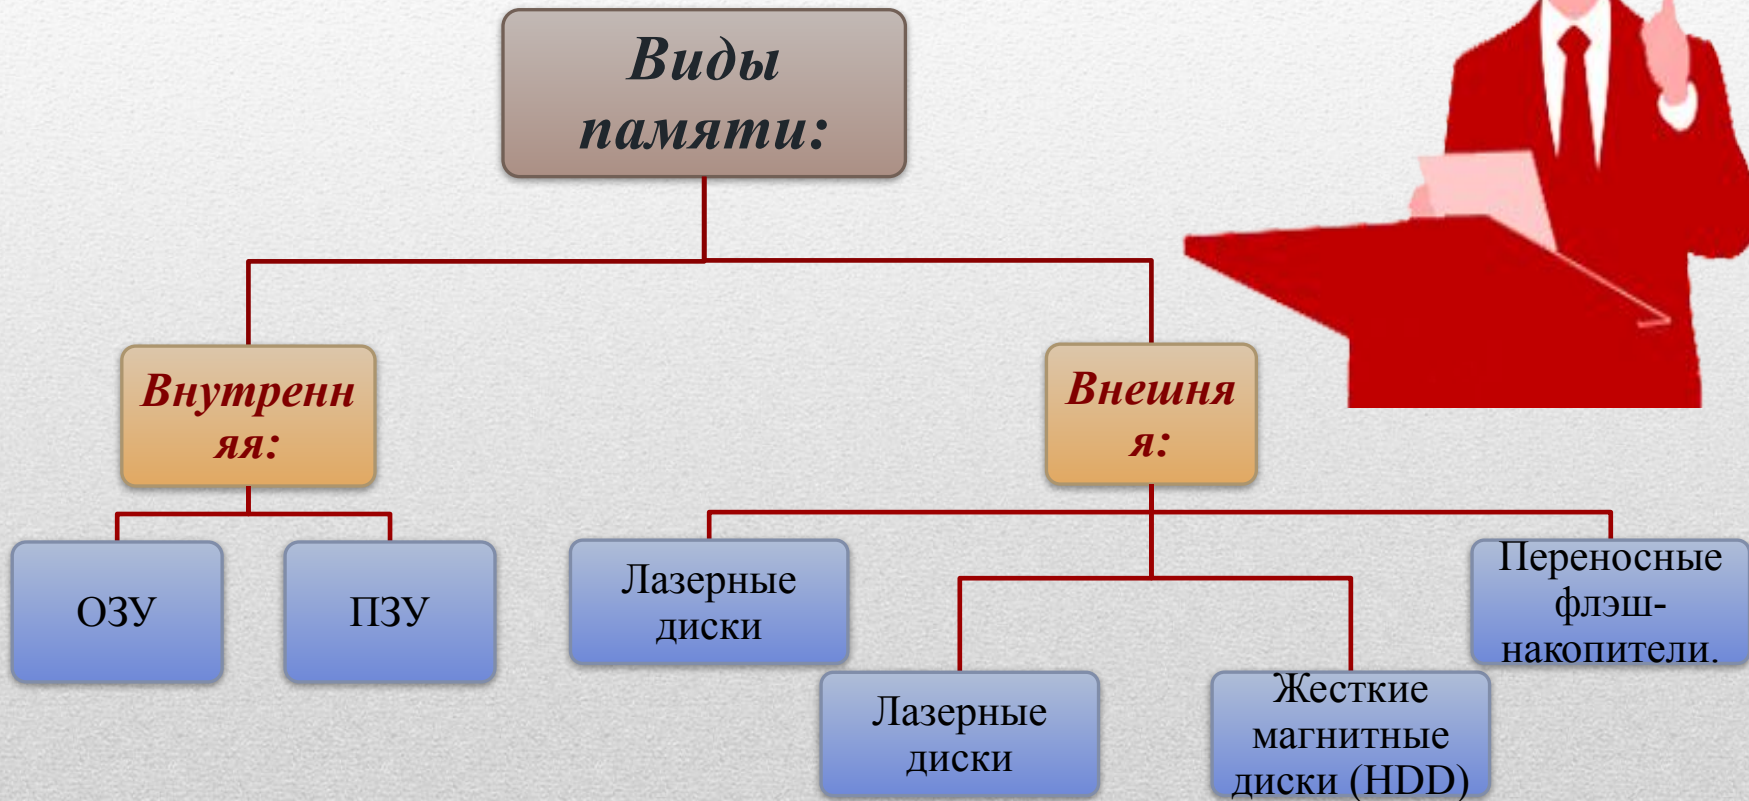 Виды
памяти:
Внутренн
яя:
Внешня
я:
ОЗУ
ПЗУ
Лазерные
диски
Лазерные
диски
Жесткие
магнитные
диски (HDD)
Переносные
флэш-
накопители.